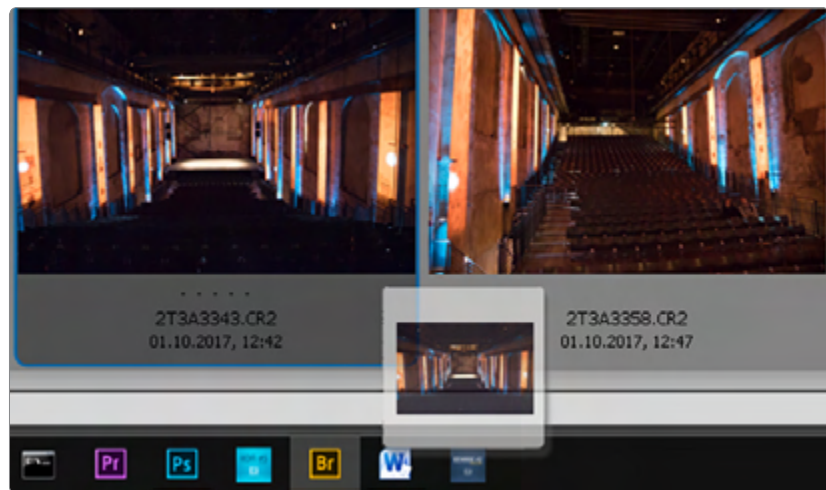 2T3A3343.CR2
01.10.2017, 12:42
2T3A3358.CR2
01.10.2017, 12:47
Pr
Ps
Br
W